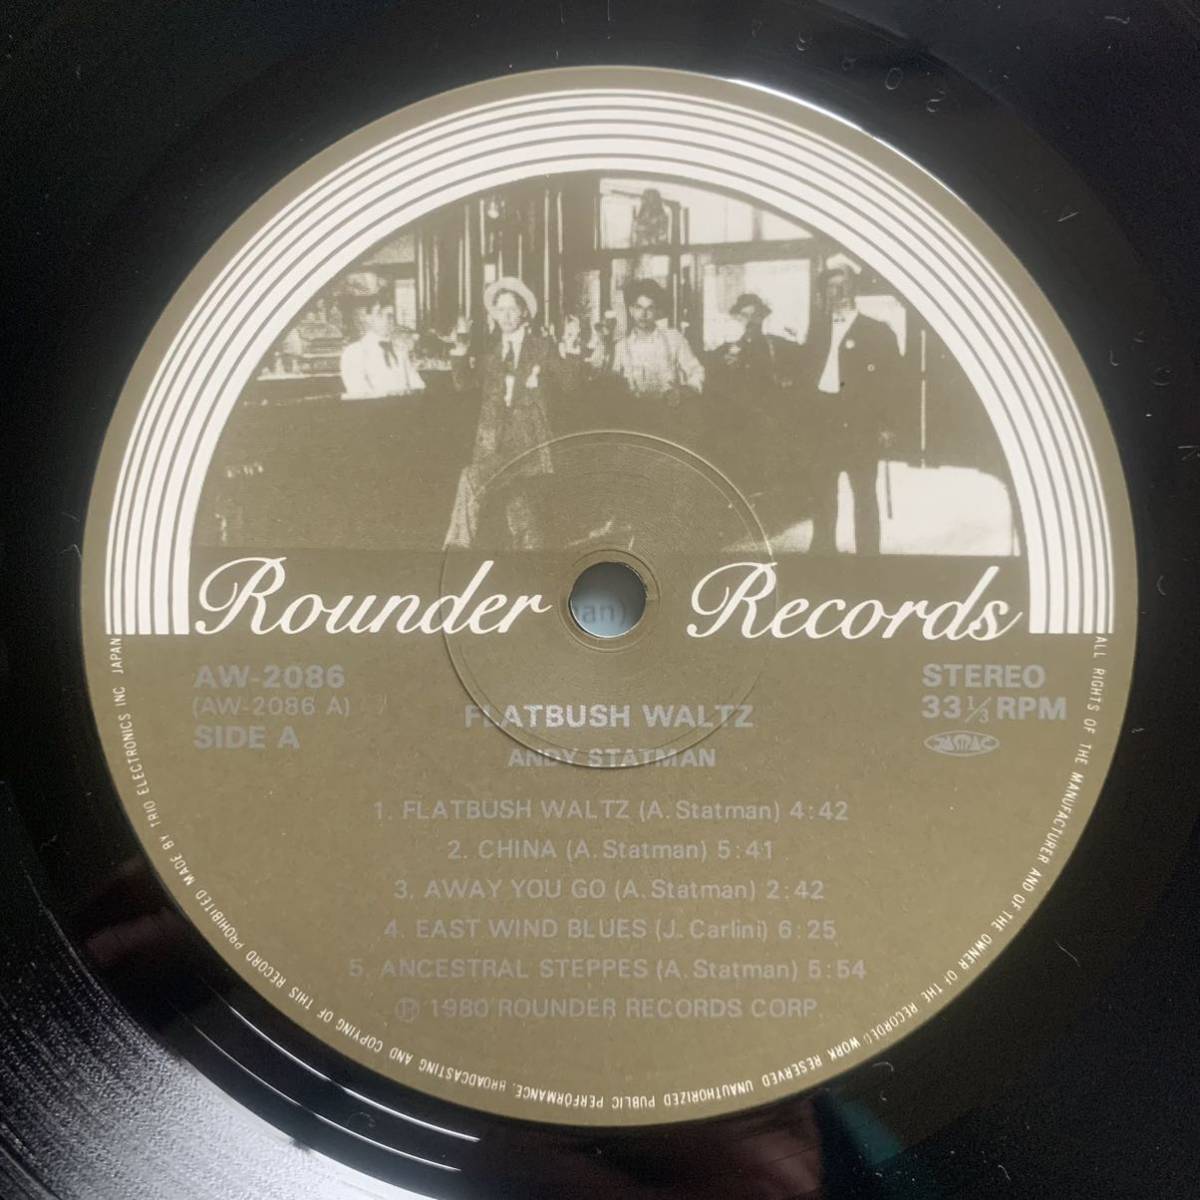 Rounder Records
AW-2086
(AW-2086 A)
SIDE A
STEREO
33 1/3 RPM
FLATBUSH WALTZ
ANDY STATMAN
1. FLATBUSH WALTZ (A. Statman) 4:42
2. CHINA (A. Statman) 5:41
3. AWAY YOU GO (A. Statman) 2:42
4. EAST WIND BLUES (J. Carlini) 6:25
5. ANCESTRAL STEPPES (A. Statman) 5:54
Ⓟ 1980 ROUNDER RECORDS CORP.
ALL RIGHTS OF THE MANUFACTURER AND OF THE OWNER OF THE RECORDED WORK RESERVED UNAUTHORIZED PUBLIC PERFORMANCE, BROADCASTING AND COPYING OF THIS RECORD PROHIBITED MADE BY TRIO ELECTRONICS INC JAPAN